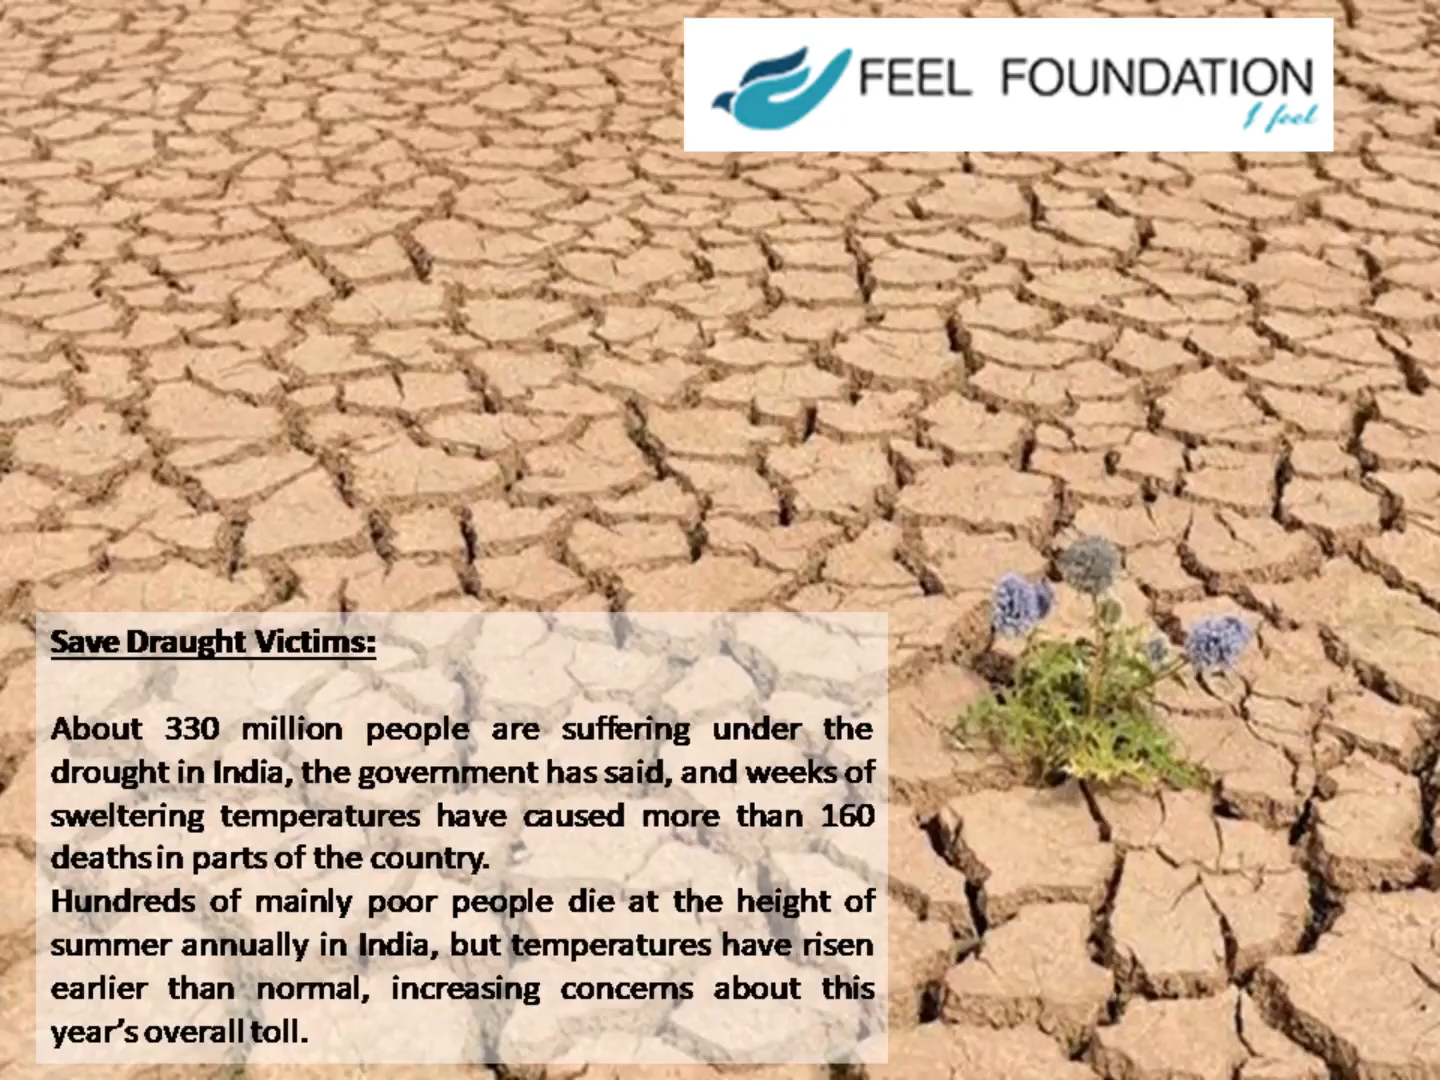 FEEL FOUNDATION
I feel
Save Draught Victims:
About 330 million people are suffering under the
drought in India, the government has said, and weeks of
sweltering temperatures have caused more than 160
deaths in parts of the country.
Hundreds of mainly poor people die at the height of
summer annually in India, but temperatures have risen
earlier than normal, increasing concerns about this
year's overall toll.